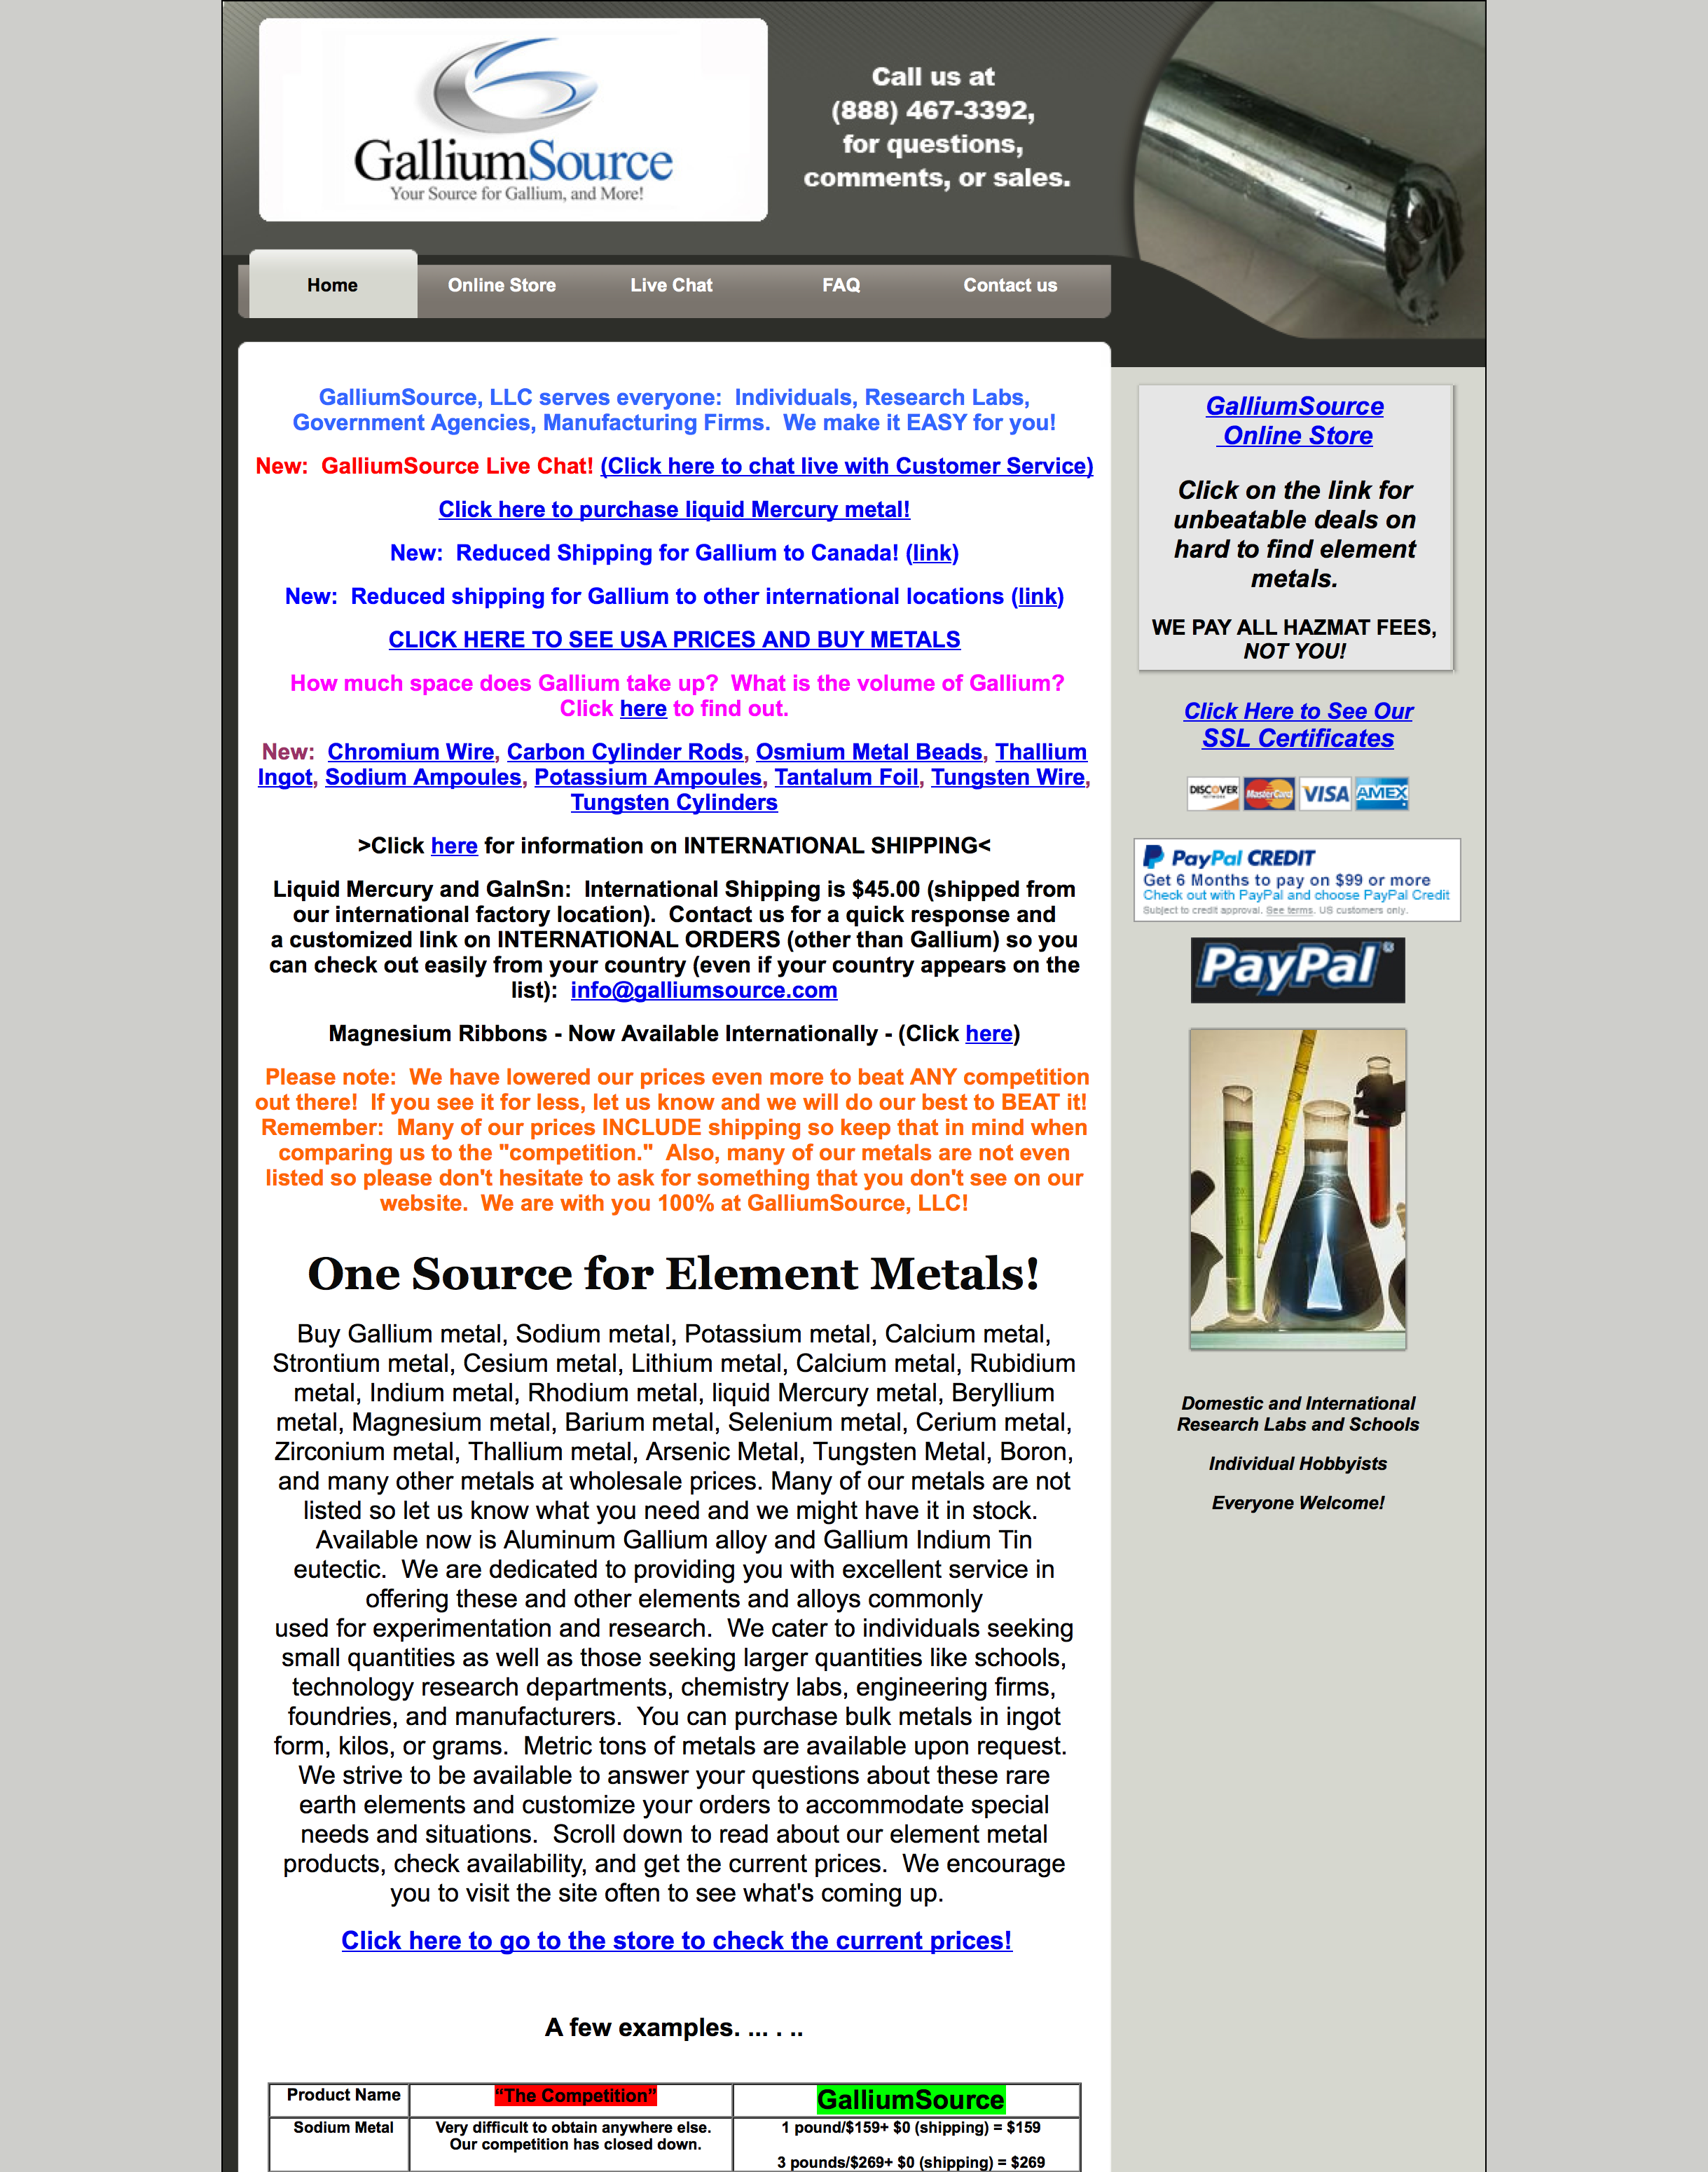 GalliumSource
Your Source for Gallium, and More!
Call us at
(888) 467-3392,
for questions,
comments, or sales.
Home
Online Store
Live Chat
FAQ
Contact us
GalliumSource, LLC serves everyone:  Individuals, Research Labs,
Government Agencies, Manufacturing Firms.  We make it EASY for you!
New:  GalliumSource Live Chat! (Click here to chat live with Customer Service)
Click here to purchase liquid Mercury metal!
New:  Reduced Shipping for Gallium to Canada! (link)
New:  Reduced shipping for Gallium to other international locations (link)
CLICK HERE TO SEE USA PRICES AND BUY METALS
How much space does Gallium take up?  What is the volume of Gallium?
Click here to find out.
New:  Chromium Wire, Carbon Cylinder Rods, Osmium Metal Beads, Thallium
Ingot, Sodium Ampoules, Potassium Ampoules, Tantalum Foil, Tungsten Wire,
Tungsten Cylinders
>Click here for information on INTERNATIONAL SHIPPING<
Liquid Mercury and GaInSn:  International Shipping is $45.00 (shipped from
our international factory location).  Contact us for a quick response and
a customized link on INTERNATIONAL ORDERS (other than Gallium) so you
can check out easily from your country (even if your country appears on the
list):  info@galliumsource.com
Magnesium Ribbons - Now Available Internationally - (Click here)
Please note:  We have lowered our prices even more to beat ANY competition
out there!  If you see it for less, let us know and we will do our best to BEAT it!
Remember:  Many of our prices INCLUDE shipping so keep that in mind when
comparing us to the "competition."  Also, many of our metals are not even
listed so please don't hesitate to ask for something that you don't see on our
website.  We are with you 100% at GalliumSource, LLC!
One Source for Element Metals!
Buy Gallium metal, Sodium metal, Potassium metal, Calcium metal,
Strontium metal, Cesium metal, Lithium metal, Calcium metal, Rubidium
metal, Indium metal, Rhodium metal, liquid Mercury metal, Beryllium
metal, Magnesium metal, Barium metal, Selenium metal, Cerium metal,
Zirconium metal, Thallium metal, Arsenic Metal, Tungsten Metal, Boron,
and many other metals at wholesale prices. Many of our metals are not
listed so let us know what you need and we might have it in stock.
Available now is Aluminum Gallium alloy and Gallium Indium Tin
eutectic.  We are dedicated to providing you with excellent service in
offering these and other elements and alloys commonly
used for experimentation and research.  We cater to individuals seeking
small quantities as well as those seeking larger quantities like schools,
technology research departments, chemistry labs, engineering firms,
foundries, and manufacturers.  You can purchase bulk metals in ingot
form, kilos, or grams.  Metric tons of metals are available upon request.
We strive to be available to answer your questions about these rare
earth elements and customize your orders to accommodate special
needs and situations.  Scroll down to read about our element metal
products, check availability, and get the current prices.  We encourage
you to visit the site often to see what's coming up.
Click here to go to the store to check the current prices!
A few examples. ... . ..
Product Name
“The Competition”
GalliumSource
Sodium Metal
Very difficult to obtain anywhere else.
Our competition has closed down.
1 pound/$159+ $0 (shipping) = $159
3 pounds/$269+ $0 (shipping) = $269
GalliumSource
Online Store
Click on the link for
unbeatable deals on
hard to find element
metals.
WE PAY ALL HAZMAT FEES,
NOT YOU!
Click Here to See Our
SSL Certificates
DISCOVER
NETWORK
MasterCard
VISA
AMEX
PayPal CREDIT
Get 6 Months to pay on $99 or more
Check out with PayPal and choose PayPal Credit
Subject to credit approval. See terms. US customers only.
PayPal®
Domestic and International
Research Labs and Schools
Individual Hobbyists
Everyone Welcome!